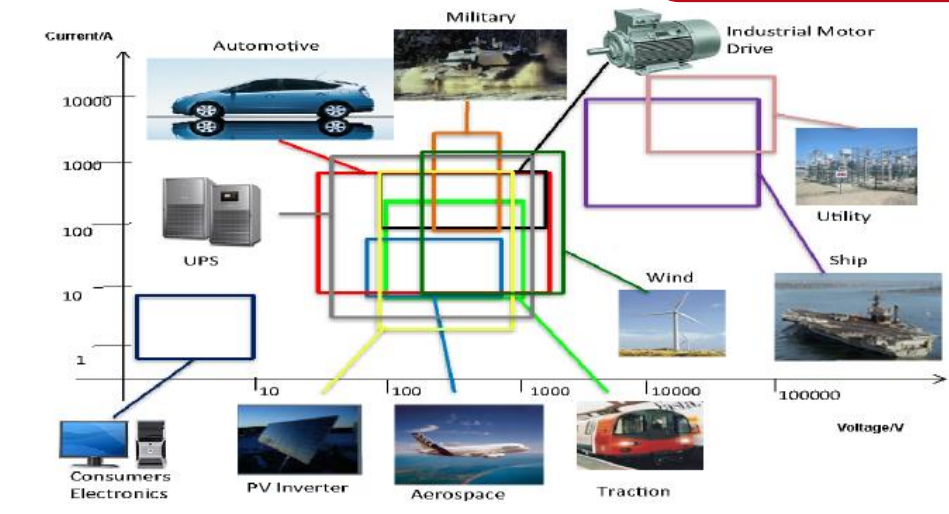 Military
Current/A
Automotive
Industrial Motor
Drive
10000
1000
100
UPS
Utility
Ship
Wind
10
1
10
100
1000
10000
100000
Voltage/V
Consumers
Electronics
PV Inverter
Aerospace
Traction